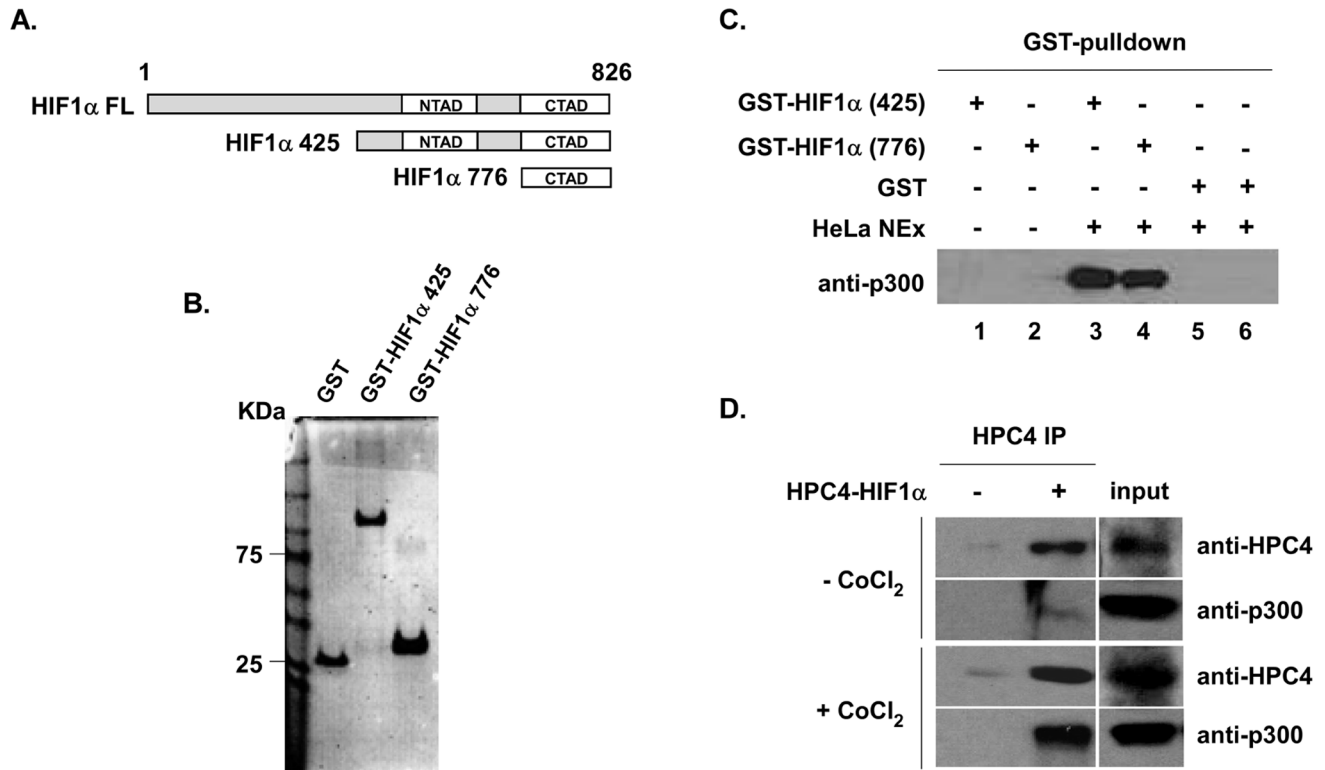 A.
1 826
HIF1α FL NTAD CTAD
HIF1α 425 NTAD CTAD
HIF1α 776 CTAD
B.
GST GST-HIF1α 425 GST-HIF1α 776
KDa
75
25
C.
GST-pulldown
GST-HIF1α (425) + - + - - -
GST-HIF1α (776) - + - + - -
GST - - - - + +
HeLa NEx - - + + + +
anti-p300
1 2 3 4 5 6
D.
HPC4 IP
HPC4-HIF1α - + input
- CoCl2
anti-HPC4
anti-p300
+ CoCl2
anti-HPC4
anti-p300